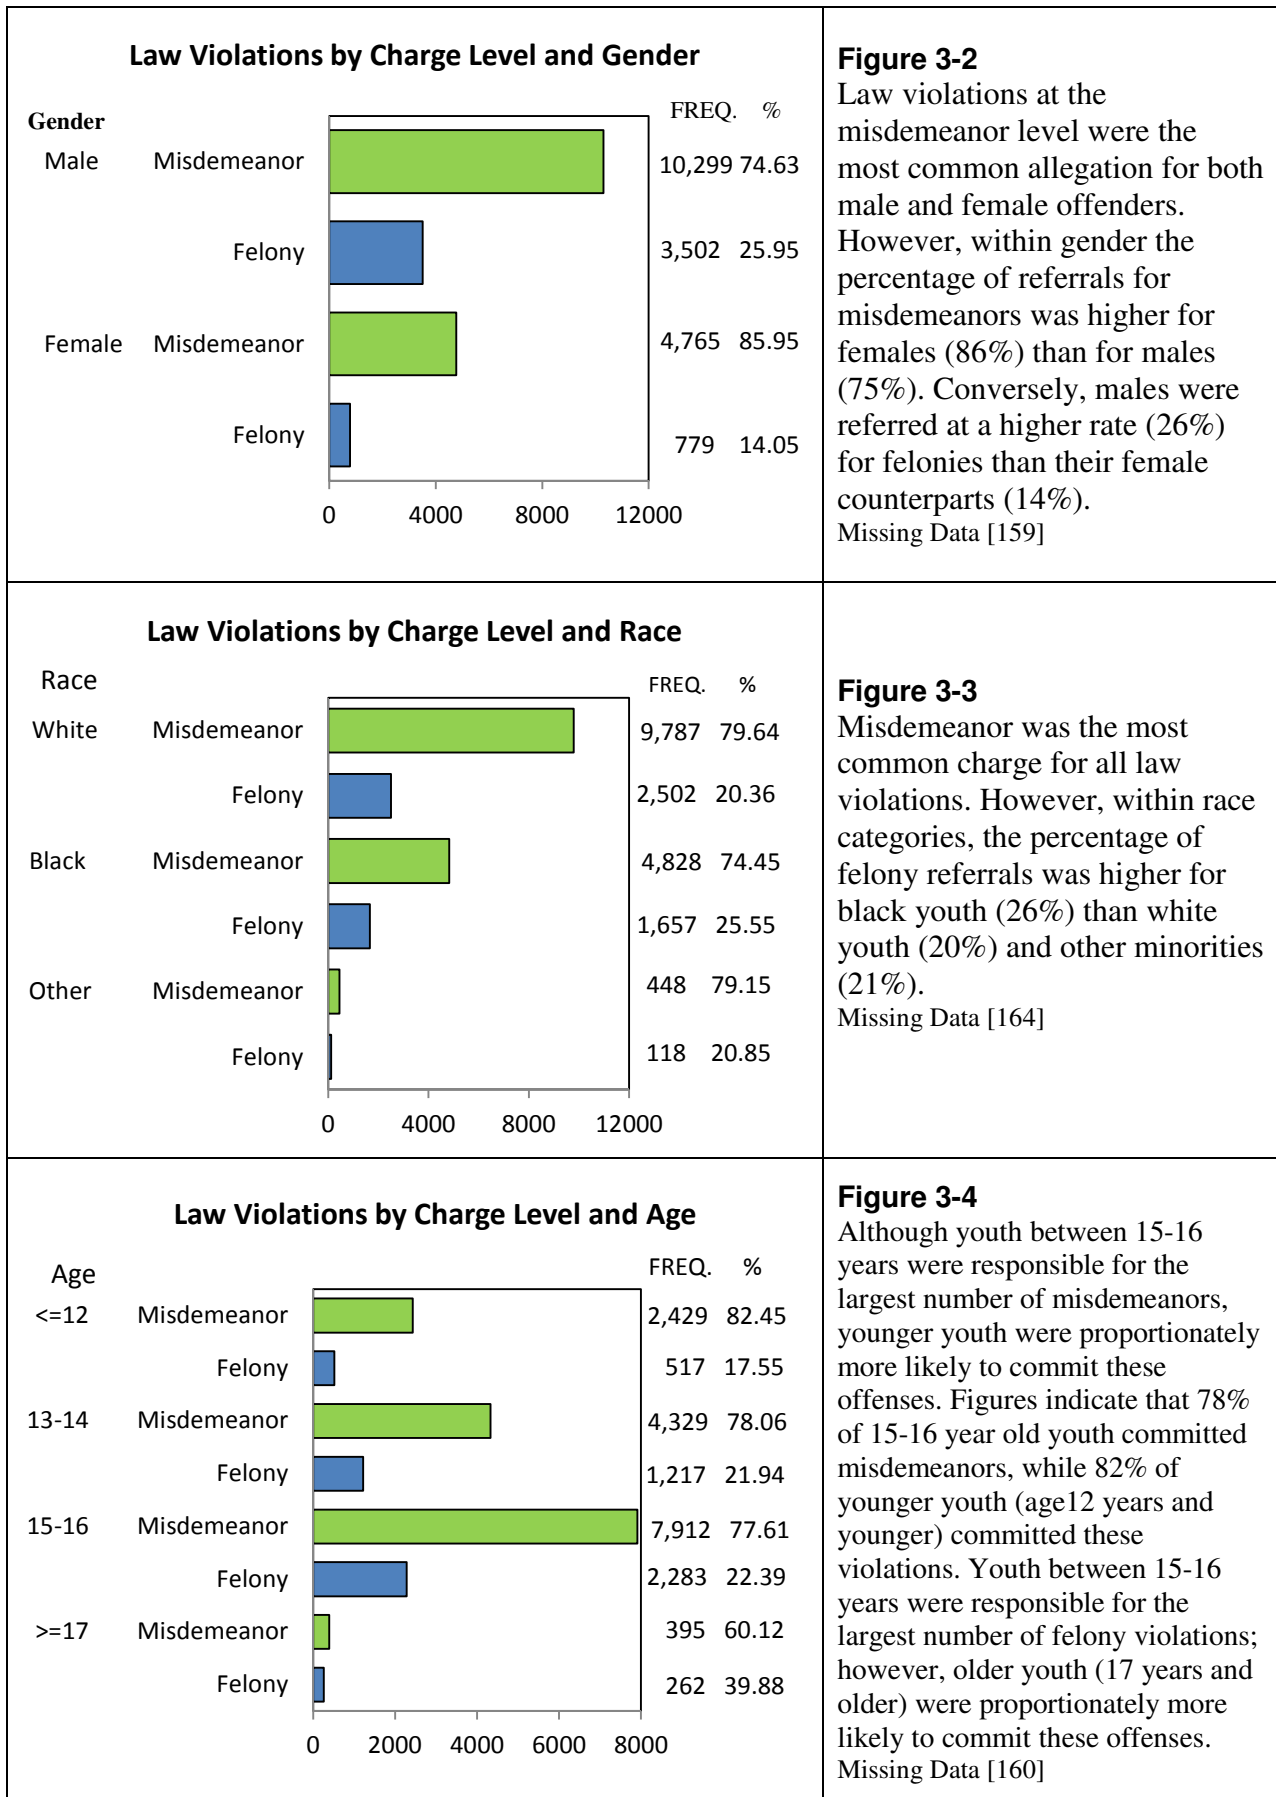 Law Violations by Charge Level and Gender
Gender
FREQ. %
Male Misdemeanor 10,299 74.63
Felony 3,502 25.95
Female Misdemeanor 4,765 85.95
Felony 779 14.05
0 4000 8000 12000
Figure 3-2
Law violations at the
misdemeanor level were the
most common allegation for both
male and female offenders.
However, within gender the
percentage of referrals for
misdemeanors was higher for
females (86%) than for males
(75%). Conversely, males were
referred at a higher rate (26%)
for felonies than their female
counterparts (14%).
Missing Data [159]
Law Violations by Charge Level and Race
Race
FREQ. %
White Misdemeanor 9,787 79.64
Felony 2,502 20.36
Black Misdemeanor 4,828 74.45
Felony 1,657 25.55
Other Misdemeanor 448 79.15
Felony 118 20.85
0 4000 8000 12000
Figure 3-3
Misdemeanor was the most
common charge for all law
violations. However, within race
categories, the percentage of
felony referrals was higher for
black youth (26%) than white
youth (20%) and other minorities
(21%).
Missing Data [164]
Law Violations by Charge Level and Age
Age
FREQ. %
<=12 Misdemeanor 2,429 82.45
Felony 517 17.55
13-14 Misdemeanor 4,329 78.06
Felony 1,217 21.94
15-16 Misdemeanor 7,912 77.61
Felony 2,283 22.39
>=17 Misdemeanor 395 60.12
Felony 262 39.88
0 2000 4000 6000 8000
Figure 3-4
Although youth between 15-16
years were responsible for the
largest number of misdemeanors,
younger youth were proportionately
more likely to commit these
offenses. Figures indicate that 78%
of 15-16 year old youth committed
misdemeanors, while 82% of
younger youth (age12 years and
younger) committed these
violations. Youth between 15-16
years were responsible for the
largest number of felony violations;
however, older youth (17 years and
older) were proportionately more
likely to commit these offenses.
Missing Data [160]